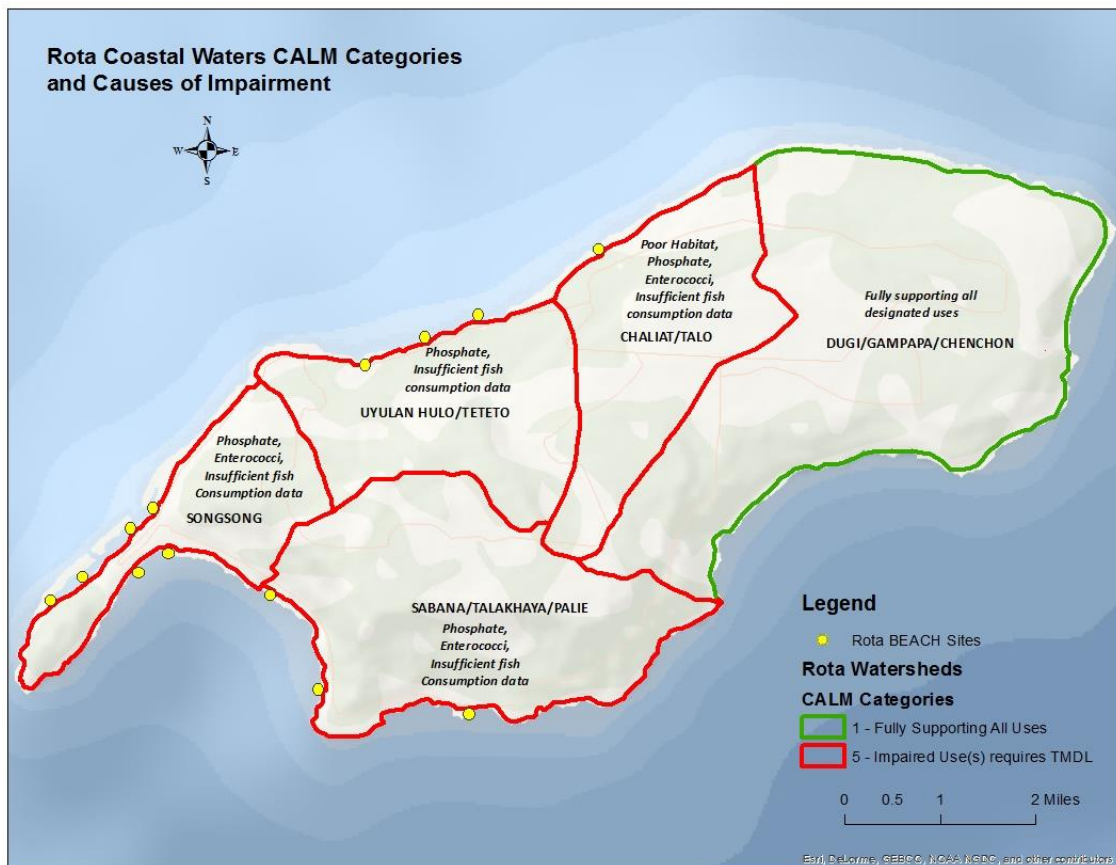 Rota Coastal Waters CALM Categories
and Causes of Impairment
N
W E
S
Poor Habitat,
Phosphate,
Enterococci,
Insufficient fish
consumption data
CHALIAT/TALO
Fully supporting all
designated uses
DUGI/GAMPAPA/CHENCHON
Phosphate,
Insufficient fish
consumption data
UYULAN HULO/TETETO
Phosphate,
Enterococci,
Insufficient fish
Consumption data
SONGSONG
SABANA/TALAKHAYA/PALIE
Phosphate,
Enterococci,
Insufficient fish
Consumption data
Legend
Rota BEACH Sites
Rota Watersheds
CALM Categories
1 - Fully Supporting All Uses
5 - Impaired Use(s) requires TMDL
0 0.5 1 2 Miles
Esri, DeLorme, GEBCO, NOAA NGDC, and other contributors